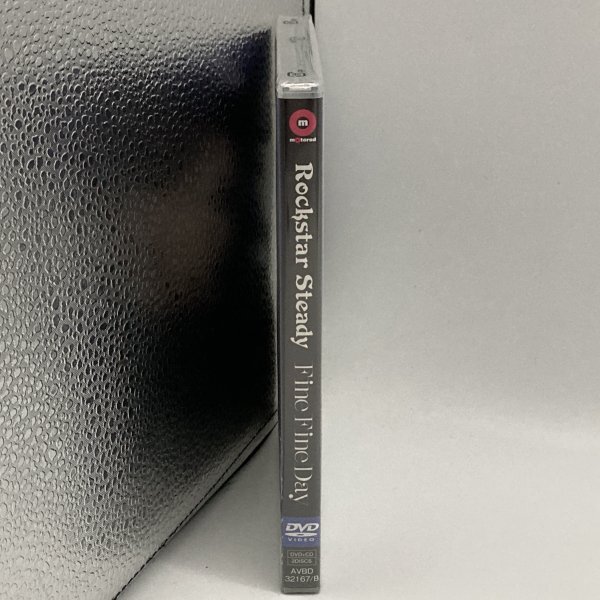 m
motorod
Rockstar Steady
Fine Fine Day
DVD
VIDEO
DVD+CD
2DISCS
AVBD
32167/B